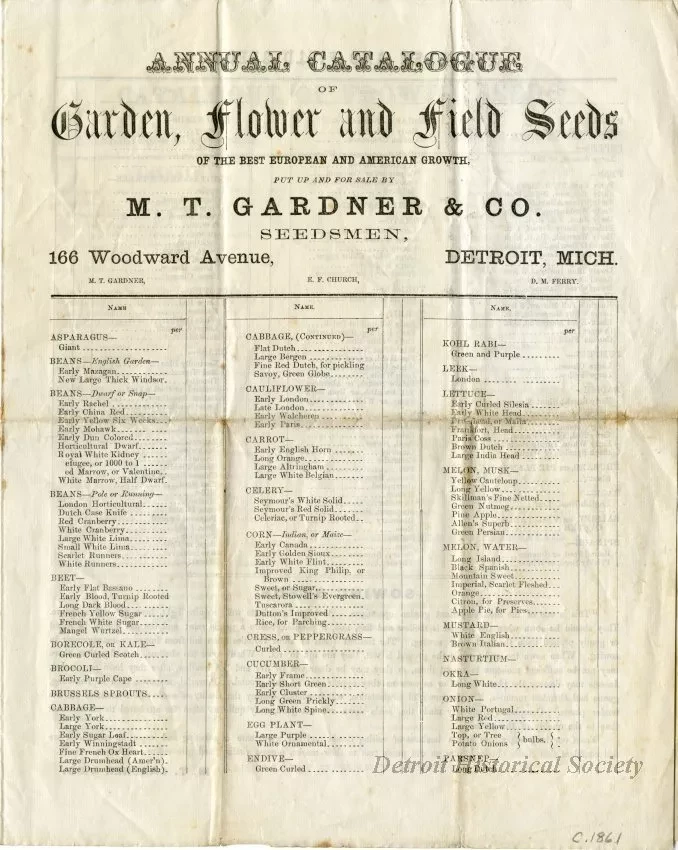 ANNUAL CATALOGUE
OF
Garden, Flower and Field Seeds
OF THE BEST EUROPEAN AND AMERICAN GROWTH,
PUT UP AND FOR SALE BY
M. T. GARDNER & CO.
SEEDSMEN,
166 Woodward Avenue, DETROIT, MICH.
M. T. GARDNER, E. F. CHURCH, D. M. FERRY.
NAME
per
ASPARAGUS—
Giant
BEANS—English Garden—
Early Mazagan
New Large Thick Windsor.
BEANS—Dwarf or Snap—
Early Rachel
Early China Red
Early Yellow Six Weeks
Early Mohawk
Early Dun Colored
Horticultural Dwarf
Royal White Kidney
efugee, or 1000 to 1
ed Marrow, or Valentine
White Marrow, Half Dwarf.
BEANS—Pole or Running—
London Horticultural
Dutch Case Knife
Red Cranberry
White Cranberry
Large White Lima
Small White Lima
Scarlet Runners
White Runners
BEET—
Early Flat Bassano
Early Blood, Turnip Rooted
Long Dark Blood
French Yellow Sugar
French White Sugar
Mangel Wurtzel
BORECOLE, OR KALE—
Green Curled Scotch
BROCOLI—
Early Purple Cape
BRUSSELS SPROUTS
CABBAGE—
Early York
Large York
Early Sugar Loaf
Early Winningstadt
Fine French Ox Heart
Large Drumhead (Amer'n).
Large Drumhead (English).
NAME.
per
CABBAGE, (CONTINUED)—
Flat Dutch
Large Bergen
Fine Red Dutch, for pickling
Savoy, Green Globe
CAULIFLOWER—
Early London
Late London
Early Walcheren
Early Paris
CARROT—
Early English Horn
Long Orange
Large Altringham
Large White Belgian
CELERY—
Seymour's White Solid
Seymour's Red Solid
Celeriac, or Turnip Rooted
CORN—Indian, or Maize—
Early Canada
Early Golden Sioux
Early White Flint
Improved King Philip, or
Brown
Sweet, or Sugar
Sweet, Stowell's Evergreen
Tuscarora
Dutton's Improved
Rice, for Parching
CRESS, OR PEPPERGRASS—
Curled
CUCUMBER—
Early Frame
Early Short Green
Early Cluster
Long Green Prickly
Long White Spine
EGG PLANT—
Large Purple
White Ornamental
ENDIVE—
Green Curled
NAME.
per
KOHL RABI—
Green and Purple
LEEK—
London
LETTUCE—
Early Curled Silesia
Early White Head
or Malta
Frankfort, Head
Paris Coss
Brown Dutch
Large India Head
MELON, MUSK—
Yellow Canteloup
Long Yellow
Skillman's Fine Netted
Green Nutmeg
Pine Apple
Allen's Superb
Green Persian
MELON, WATER—
Long Island
Black Spanish
Mountain Sweet
Imperial, Scarlet Fleshed
Orange
Citron, for Preserves
Apple Pie, for Pies
MUSTARD—
White English
Brown Italian
NASTURTIUM—
OKRA—
Long White
ONION—
White Portugal
Large Red
Large Yellow
Top, or Tree
Potato Onions } bulbs,
PARSNEP—
Long Dutch
Detroit Historical Society
C.1861